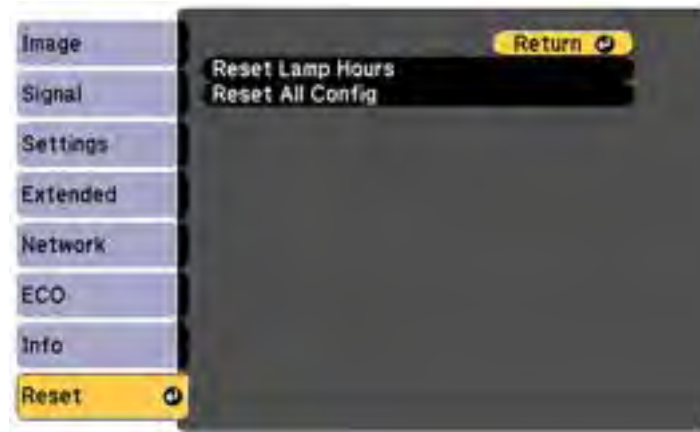 Image
Signal
Settings
Extended
Network
ECO
Info
Reset
Return
Reset Lamp Hours
Reset All Config